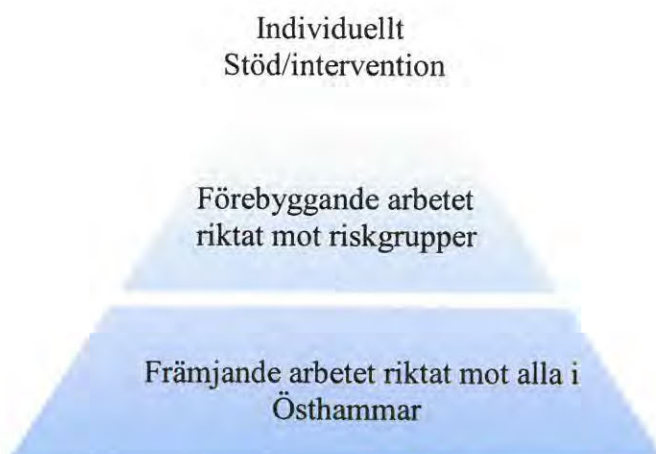 Individuellt
Stöd/intervention
Förebyggande arbetet
riktat mot riskgrupper
Främjande arbetet riktat mot alla i
Östhammar